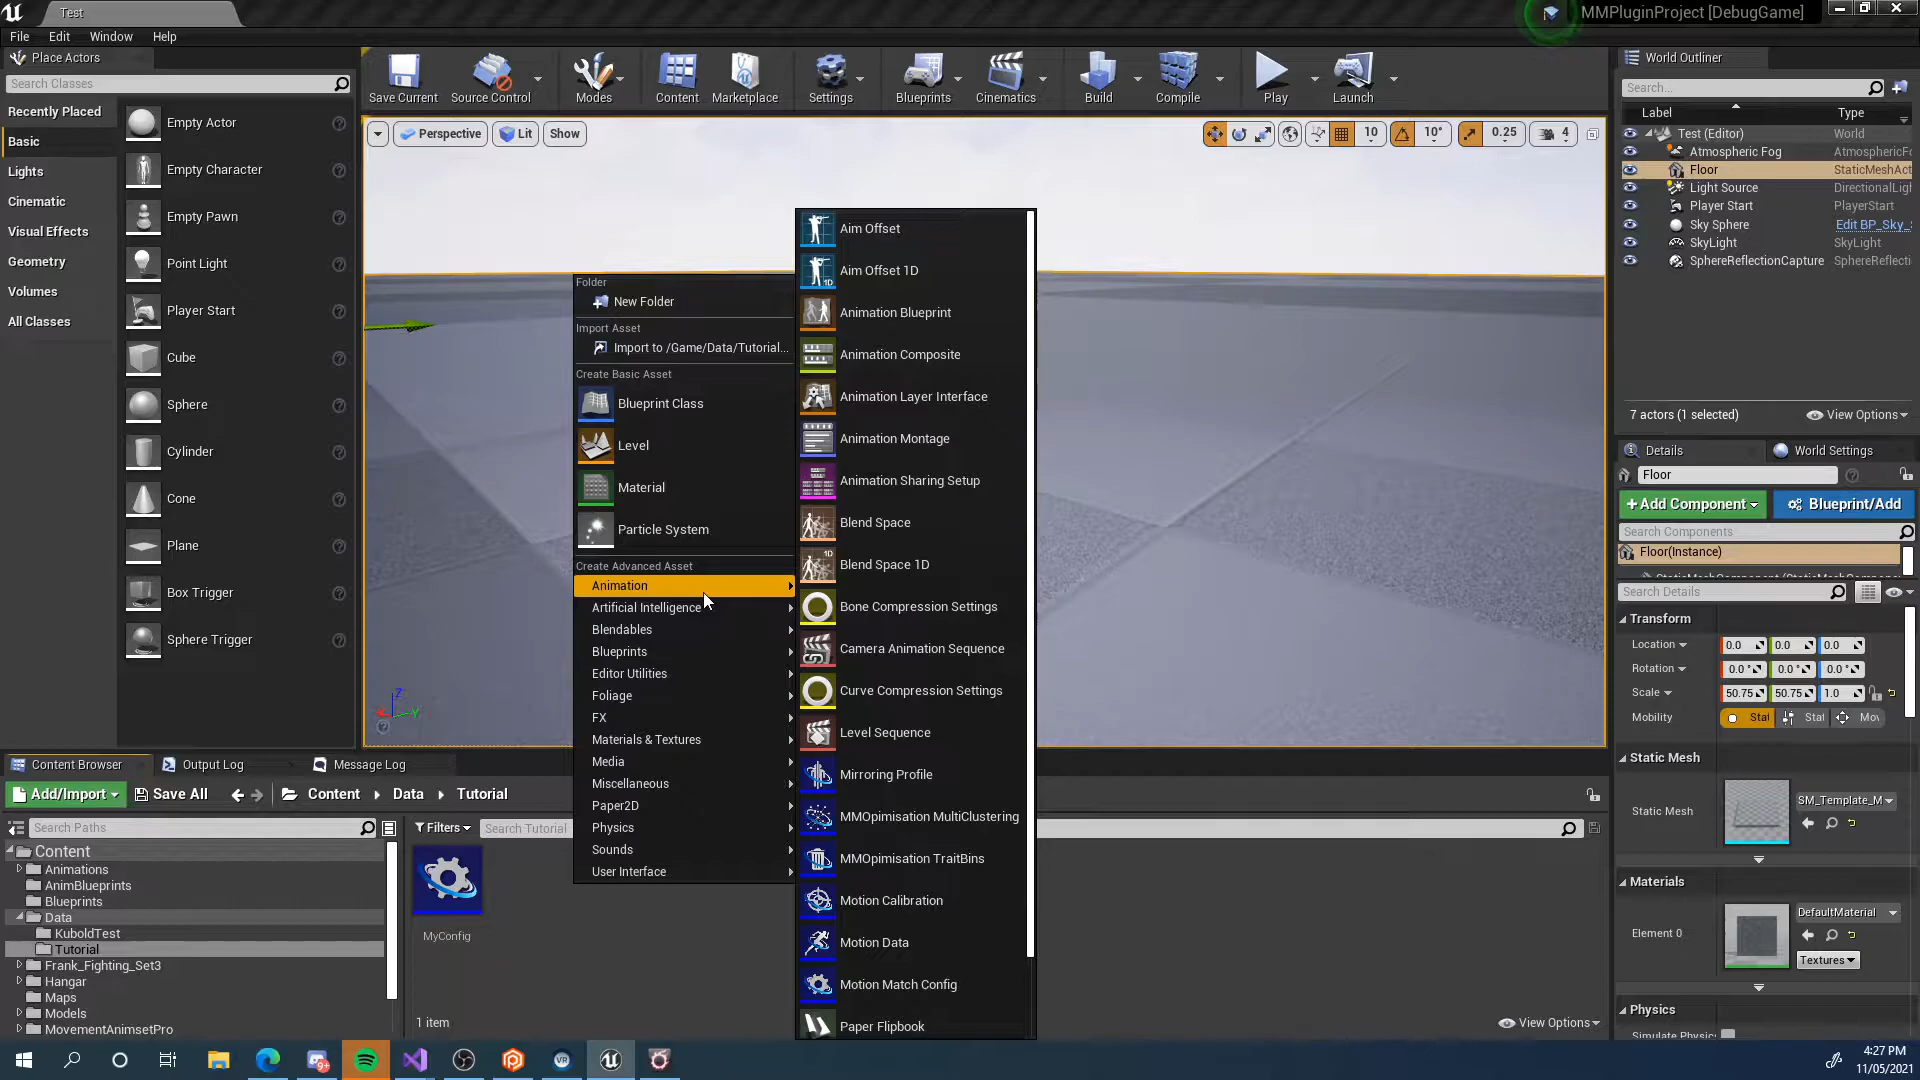 Test
MMPluginProject [DebugGame]
File Edit Window Help
Place Actors
Search Classes
Recently Placed
Basic
Lights
Cinematic
Visual Effects
Geometry
Volumes
All Classes
Empty Actor
Empty Character
Empty Pawn
Point Light
Player Start
Cube
Sphere
Cylinder
Cone
Plane
Box Trigger
Sphere Trigger
Save Current
Source Control
Modes
Content
Marketplace
Settings
Blueprints
Cinematics
Build
Compile
Play
Launch
Perspective Lit Show
10 10° 0.25 4
Folder
New Folder
Import Asset
Import to /Game/Data/Tutorial...
Create Basic Asset
Blueprint Class
Level
Material
Particle System
Create Advanced Asset
Animation
Artificial Intelligence
Blendables
Blueprints
Editor Utilities
Foliage
FX
Materials & Textures
Media
Miscellaneous
Paper2D
Physics
Sounds
User Interface
Aim Offset
Aim Offset 1D
Animation Blueprint
Animation Composite
Animation Layer Interface
Animation Montage
Animation Sharing Setup
Blend Space
Blend Space 1D
Bone Compression Settings
Camera Animation Sequence
Curve Compression Settings
Level Sequence
Mirroring Profile
MMOpimisation MultiClustering
MMOpimisation TraitBins
Motion Calibration
Motion Data
Motion Match Config
Paper Flipbook
World Outliner
Search...
Label Type
Test (Editor) World
Atmospheric Fog AtmosphericFo
Floor StaticMeshAct
Light Source DirectionalLigh
Player Start PlayerStart
Sky Sphere Edit BP_Sky_S
SkyLight SkyLight
SphereReflectionCapture SphereReflecti
7 actors (1 selected) View Options
Details World Settings
Floor
+Add Component Blueprint/Add
Search Components
Floor(Instance)
Search Details
Transform
Location 0.0 0.0 0.0
Rotation 0.0 ° 0.0 ° 0.0 °
Scale 50.75 50.75 1.0
Mobility Stat Stat Mov
Static Mesh
Static Mesh SM_Template_M
Materials
Element 0 DefaultMaterial
Textures
Physics
Simulate Physics
Content Browser Output Log Message Log
Add/Import Save All Content Data Tutorial
Search Paths
Filters Search Tutorial
Content
Animations
AnimBlueprints
Blueprints
Data
KuboldTest
Tutorial
Frank_Fighting_Set3
Hangar
Maps
Models
MovementAnimsetPro
MyConfig
1 item View Options
9+
VR
4:27 PM
11/05/2021